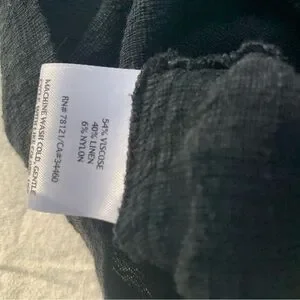 54% VISCOSE
40% LINEN
6% NYLON
RN# 78121/CA#34460
MACHINE WASH COLD, GENTLE